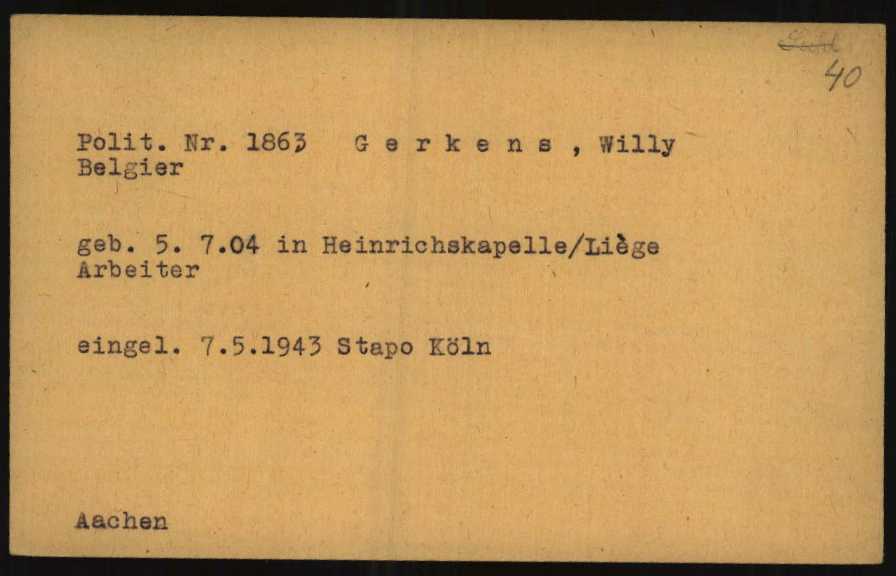 40
Polit. Nr. 1863 G e r k e n s , Willy
Belgier
geb. 5. 7.04 in Heinrichskapelle/Liège
Arbeiter
eingel. 7.5.1943 Stapo Köln
Aachen